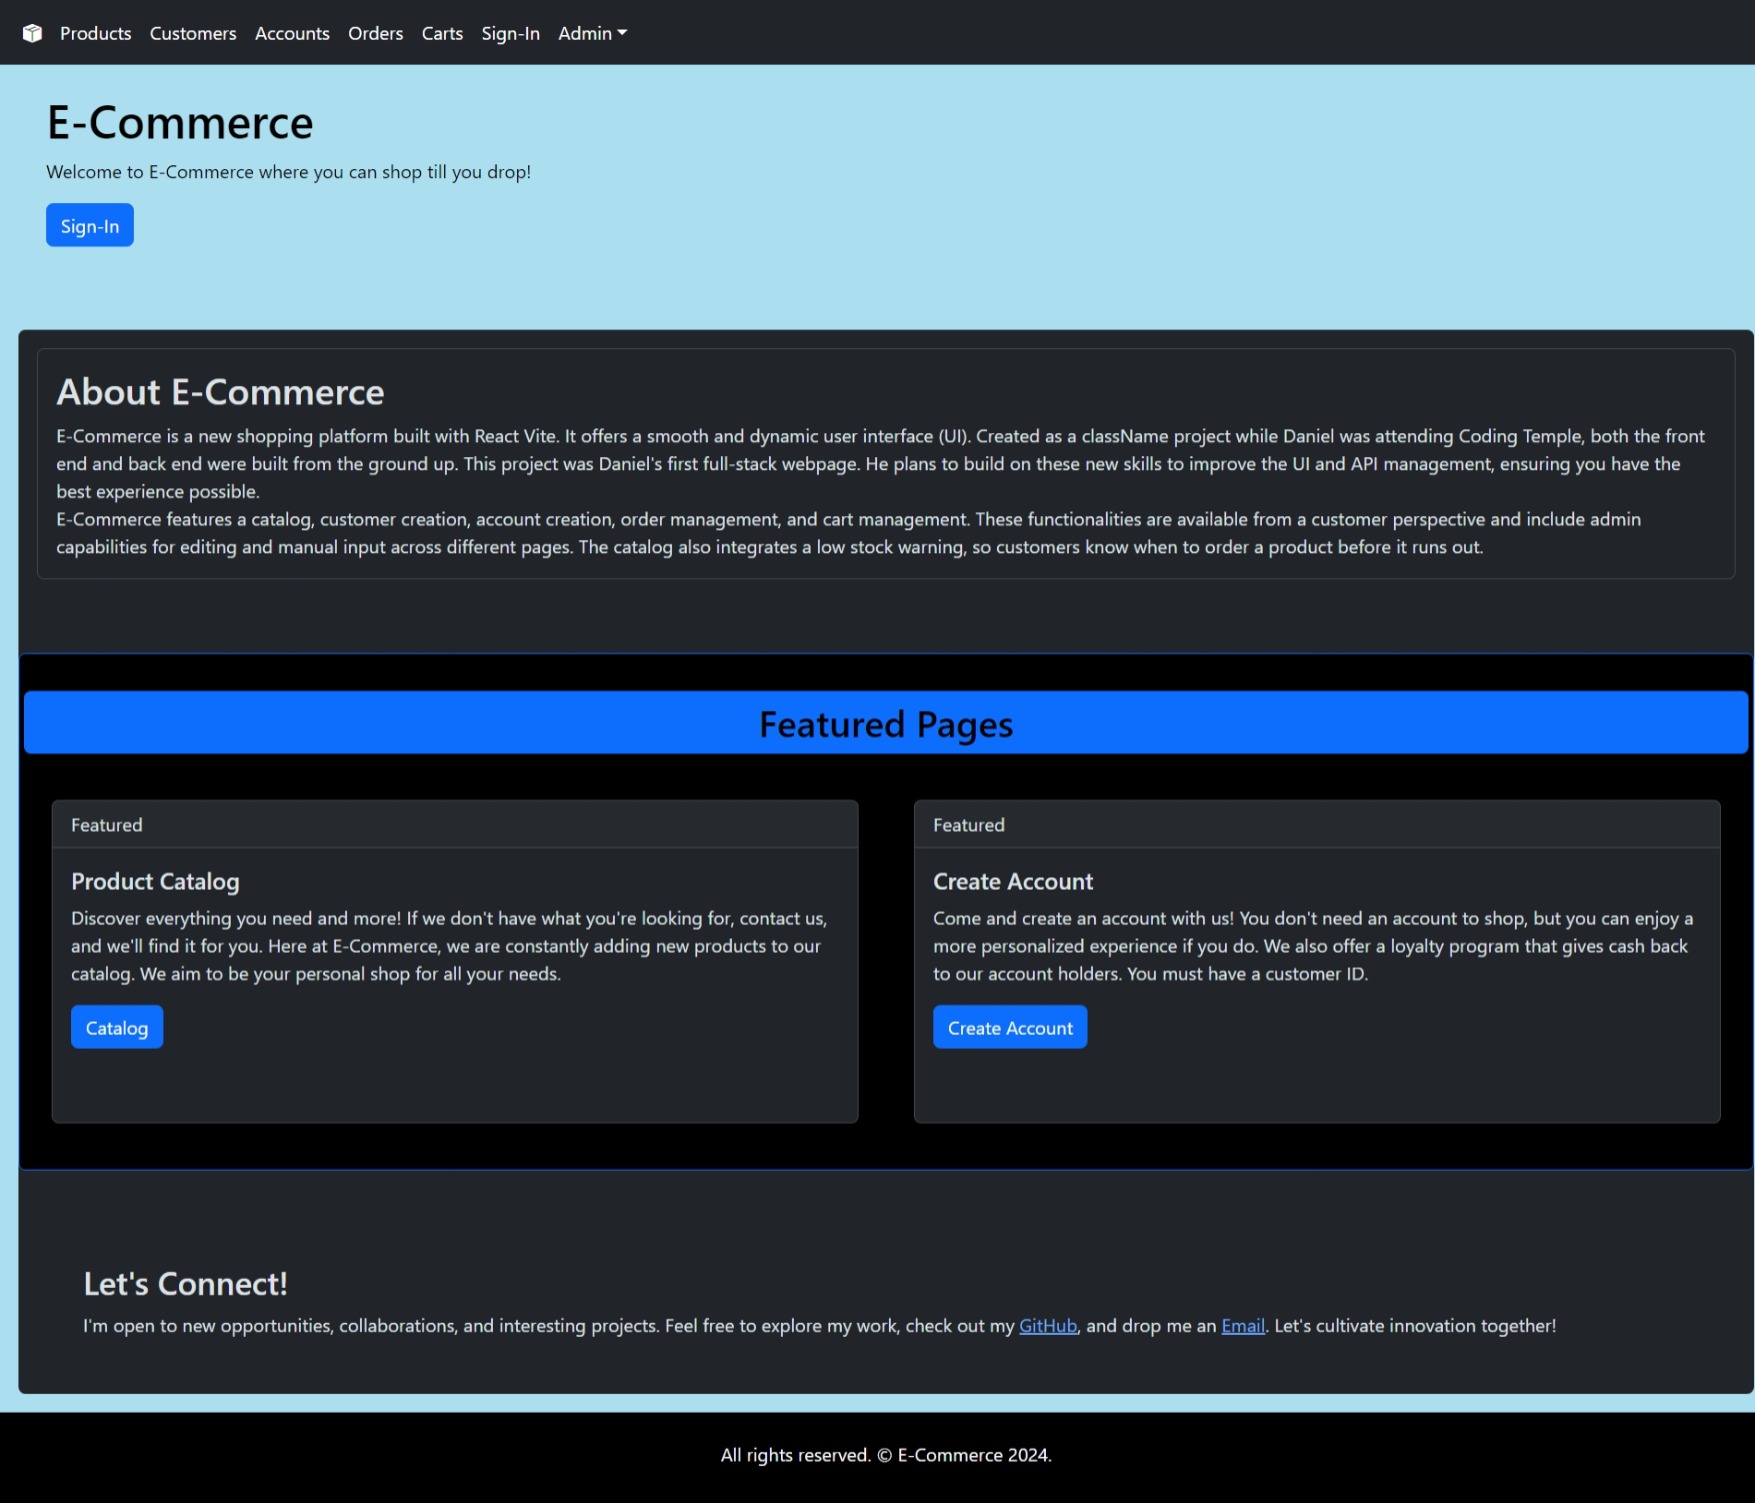 Products Customers Accounts Orders Carts Sign-In Admin
E-Commerce
Welcome to E-Commerce where you can shop till you drop!
Sign-In
About E-Commerce
E-Commerce is a new shopping platform built with React Vite. It offers a smooth and dynamic user interface (UI). Created as a className project while Daniel was attending Coding Temple, both the front
end and back end were built from the ground up. This project was Daniel's first full-stack webpage. He plans to build on these new skills to improve the UI and API management, ensuring you have the
best experience possible.
E-Commerce features a catalog, customer creation, account creation, order management, and cart management. These functionalities are available from a customer perspective and include admin
capabilities for editing and manual input across different pages. The catalog also integrates a low stock warning, so customers know when to order a product before it runs out.
Featured Pages
Featured
Product Catalog
Discover everything you need and more! If we don't have what you're looking for, contact us,
and we'll find it for you. Here at E-Commerce, we are constantly adding new products to our
catalog. We aim to be your personal shop for all your needs.
Catalog
Featured
Create Account
Come and create an account with us! You don't need an account to shop, but you can enjoy a
more personalized experience if you do. We also offer a loyalty program that gives cash back
to our account holders. You must have a customer ID.
Create Account
Let's Connect!
I'm open to new opportunities, collaborations, and interesting projects. Feel free to explore my work, check out my GitHub, and drop me an Email. Let's cultivate innovation together!
All rights reserved. © E-Commerce 2024.